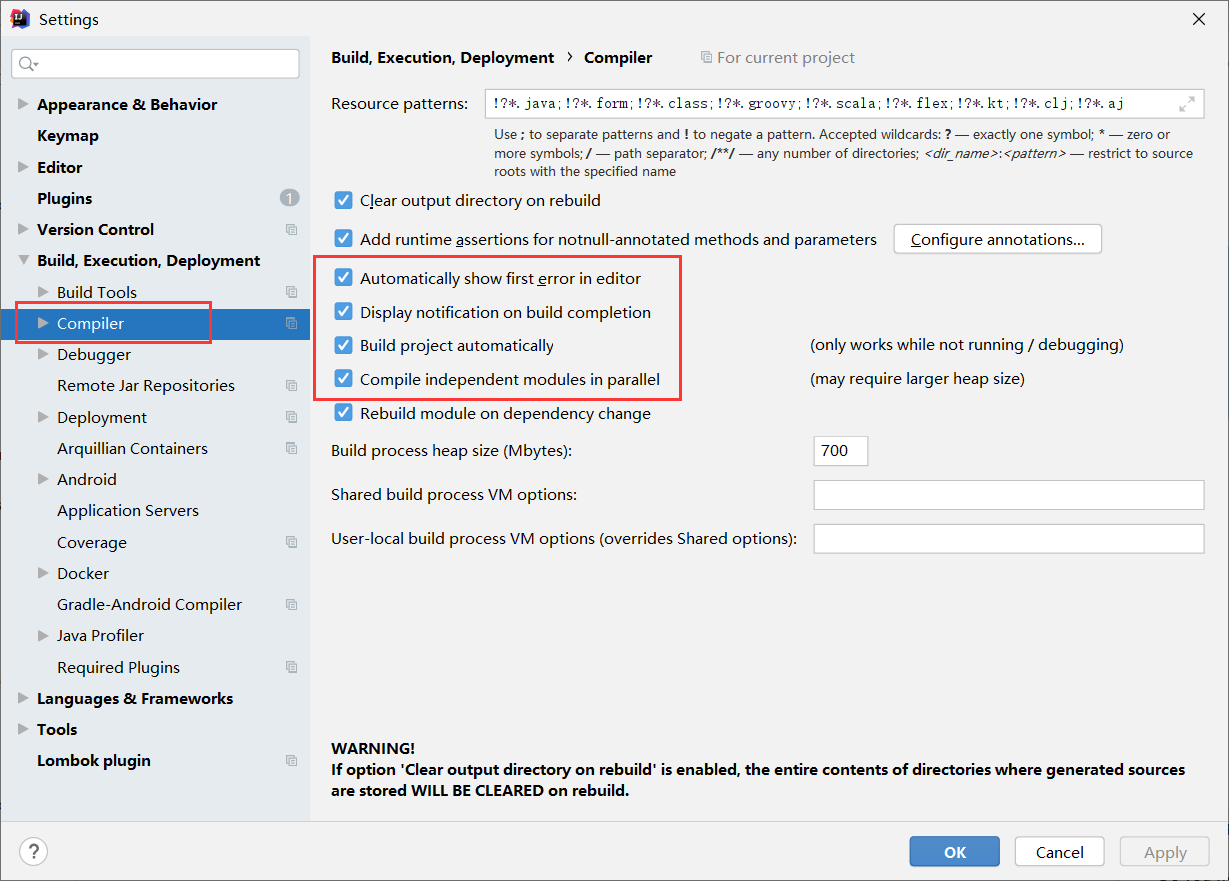 Settings
Build, Execution, Deployment › Compiler For current project
Appearance & Behavior
Keymap
Editor
Plugins 1
Version Control
Build, Execution, Deployment
Build Tools
Compiler
Debugger
Remote Jar Repositories
Deployment
Arquillian Containers
Android
Application Servers
Coverage
Docker
Gradle-Android Compiler
Java Profiler
Required Plugins
Languages & Frameworks
Tools
Lombok plugin
Resource patterns: !?*.java;!?*.form;!?*.class;!?*.groovy;!?*.scala;!?*.flex;!?*.kt;!?*.clj;!?*.aj
Use ; to separate patterns and ! to negate a pattern. Accepted wildcards: ? — exactly one symbol; * — zero or
more symbols; / — path separator; /**/ — any number of directories; <dir_name>:<pattern> — restrict to source
roots with the specified name
Clear output directory on rebuild
Add runtime assertions for notnull-annotated methods and parameters Configure annotations...
Automatically show first error in editor
Display notification on build completion
Build project automatically (only works while not running / debugging)
Compile independent modules in parallel (may require larger heap size)
Rebuild module on dependency change
Build process heap size (Mbytes): 700
Shared build process VM options:
User-local build process VM options (overrides Shared options):
WARNING!
If option 'Clear output directory on rebuild' is enabled, the entire contents of directories where generated sources
are stored WILL BE CLEARED on rebuild.
? OK Cancel Apply